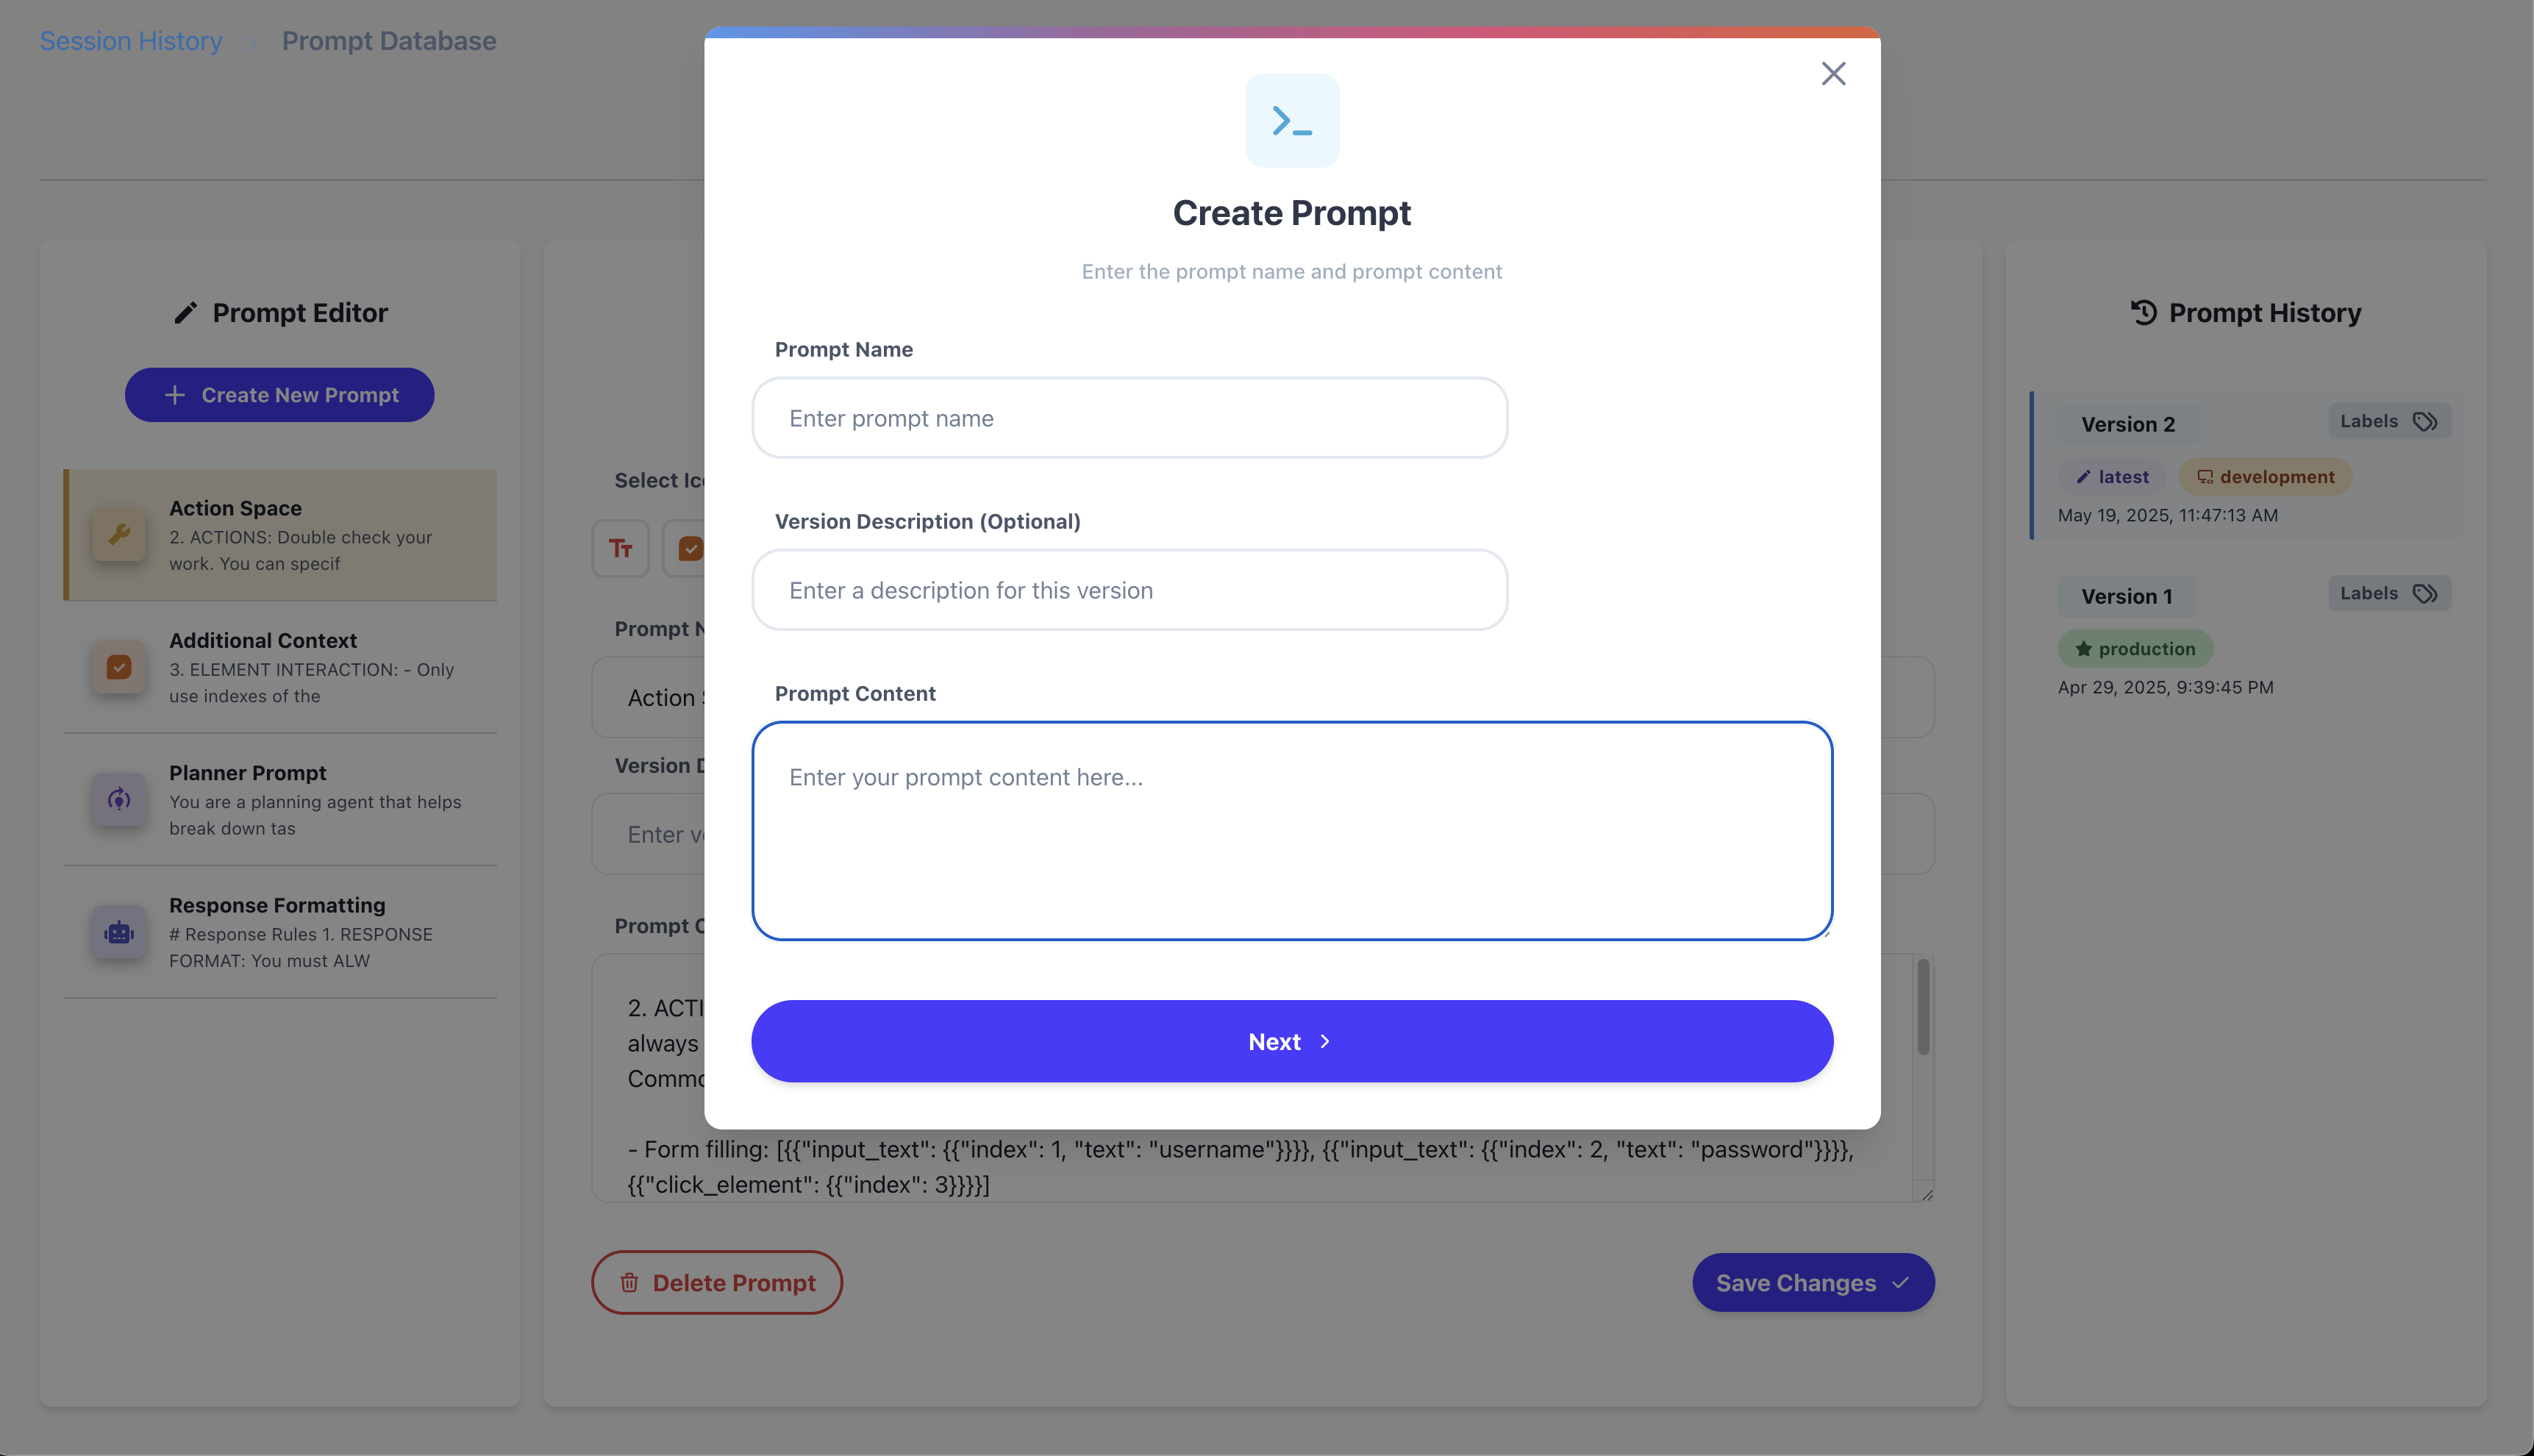 Session History
Prompt Database
Prompt Editor
Create New Prompt
Action Space
2. ACTIONS: Double check your
work. You can specif
Additional Context
3. ELEMENT INTERACTION: - Only
use indexes of the
Planner Prompt
You are a planning agent that helps
break down tas
Response Formatting
# Response Rules 1. RESPONSE
FORMAT: You must ALW
Select Ic
Prompt N
Action
Version D
Enter v
Prompt C
2. ACTI
always
Commo
- Form filling: [{{"input_text": {{"index": 1, "text": "username"}}}}, {{"input_text": {{"index": 2, "text": "password"}}}},
{{"click_element": {{"index": 3}}}}]
Delete Prompt
Save Changes
Create Prompt
Enter the prompt name and prompt content
Prompt Name
Enter prompt name
Version Description (Optional)
Enter a description for this version
Prompt Content
Enter your prompt content here...
Next
Prompt History
Version 2
Labels
latest
development
May 19, 2025, 11:47:13 AM
Version 1
Labels
production
Apr 29, 2025, 9:39:45 PM